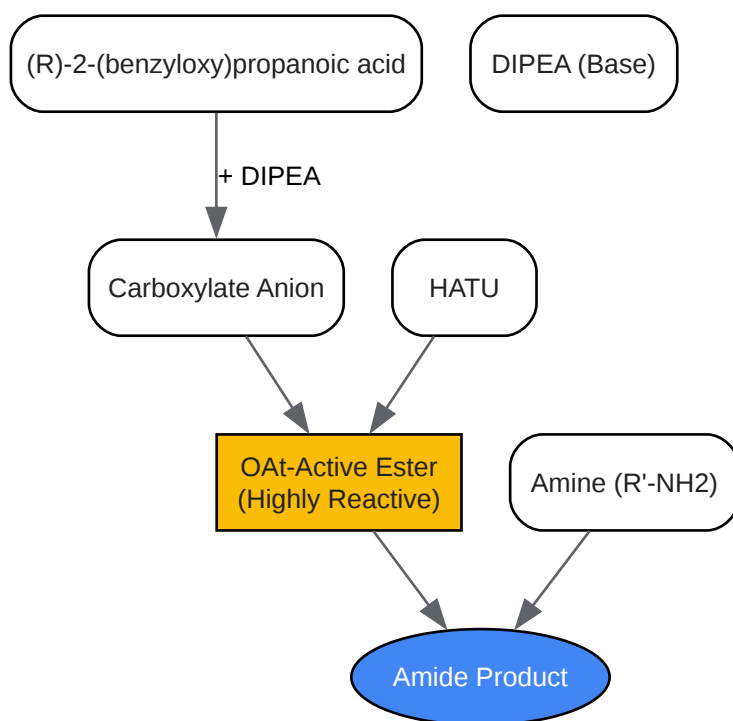 (R)-2-(benzyloxy)propanoic acid
DIPEA (Base)
+ DIPEA
Carboxylate Anion
HATU
OAt-Active Ester
(Highly Reactive)
Amine (R'-NH2)
Amide Product